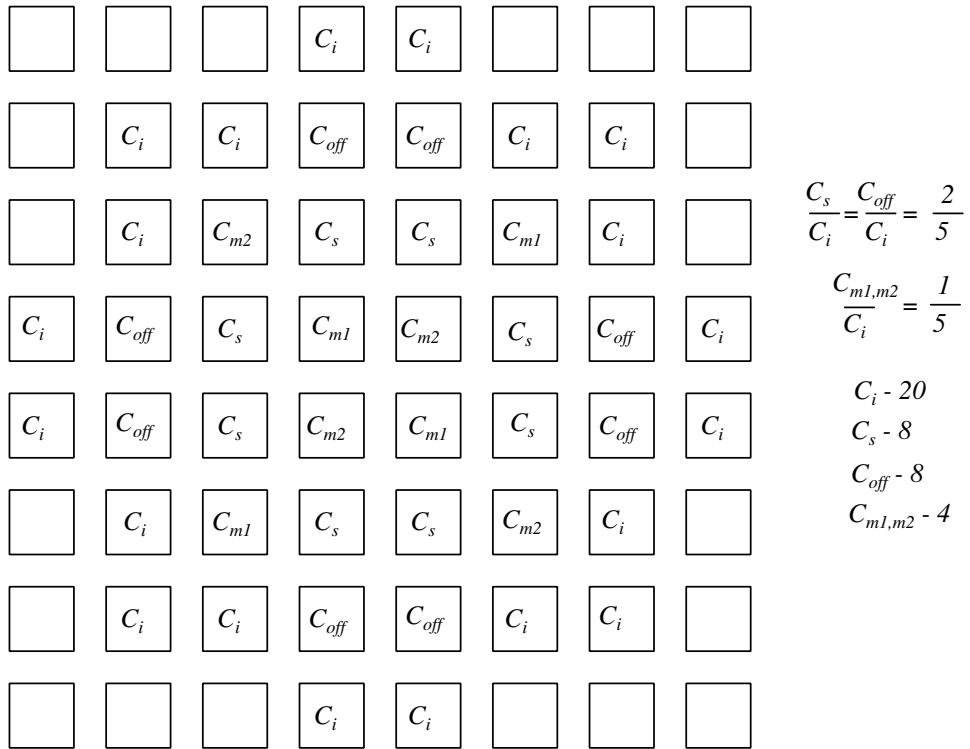 C_i C_i
C_i C_i C_off C_off C_i C_i
C_i C_m2 C_s C_s C_m1 C_i
C_i C_off C_s C_m1 C_m2 C_s C_off C_i
C_i C_off C_s C_m2 C_m1 C_s C_off C_i
C_i C_m1 C_s C_s C_m2 C_i
C_i C_i C_off C_off C_i C_i
C_i C_i
C_s/C_i = C_off/C_i = 2/5
C_m1,m2/C_i = 1/5
C_i - 20
C_s - 8
C_off - 8
C_m1,m2 - 4